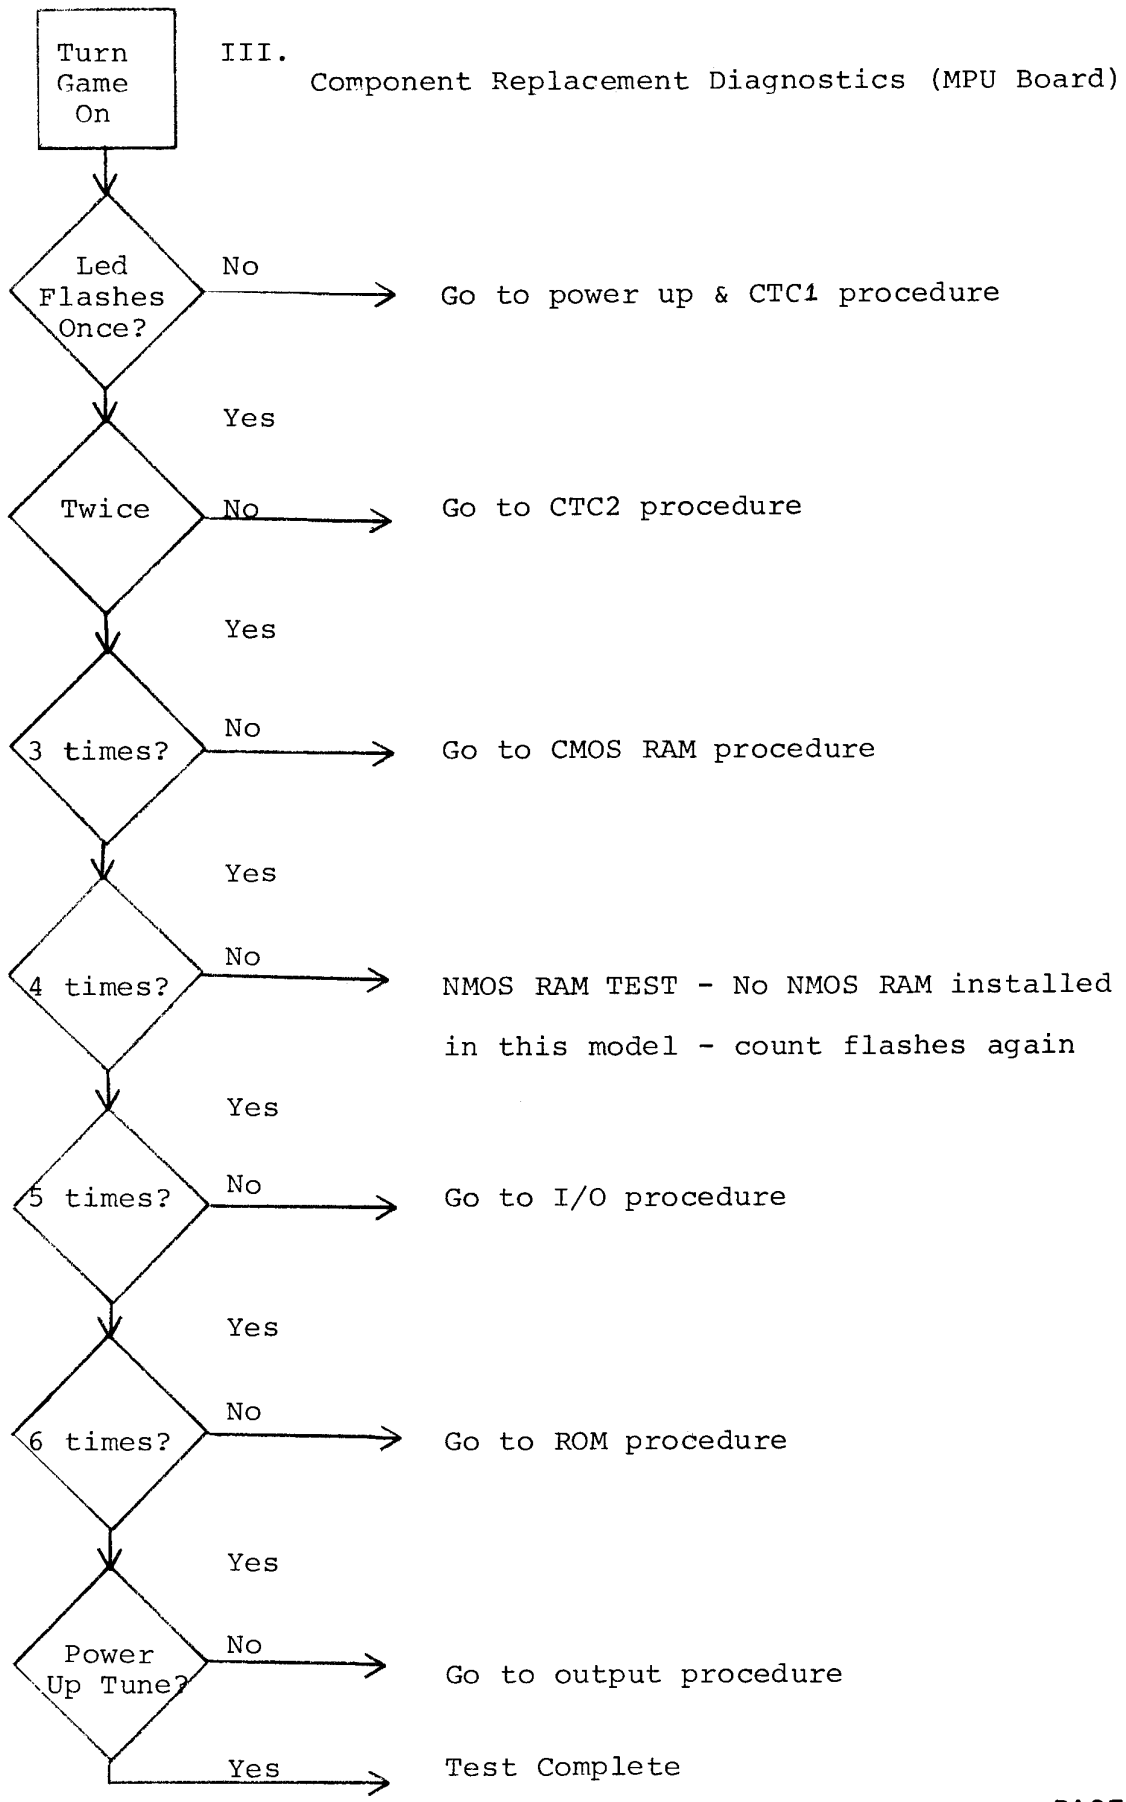 Turn
Game
On
III.
Component Replacement Diagnostics (MPU Board)
Led
Flashes
Once?
No
Go to power up & CTC1 procedure
Yes
Twice
No
Go to CTC2 procedure
Yes
3 times?
No
Go to CMOS RAM procedure
Yes
4 times?
No
NMOS RAM TEST - No NMOS RAM installed
in this model - count flashes again
Yes
5 times?
No
Go to I/O procedure
Yes
6 times?
No
Go to ROM procedure
Yes
Power
Up Tune?
No
Go to output procedure
Yes
Test Complete